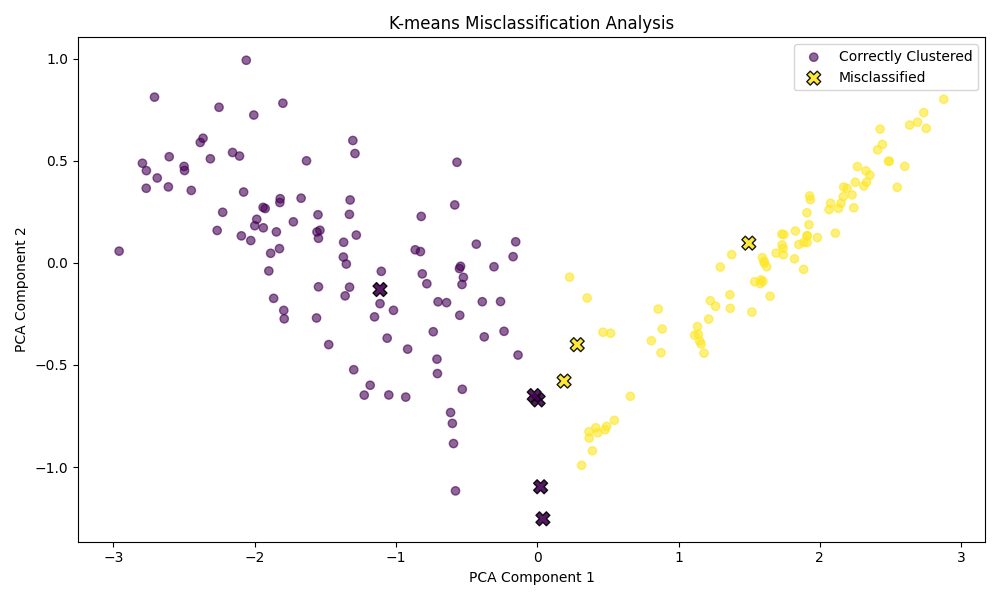 K-means Misclassification Analysis
Correctly Clustered
Misclassified
PCA Component 2
1.0
0.5
0.0
−0.5
−1.0
−3
−2
−1
0
1
2
3
PCA Component 1